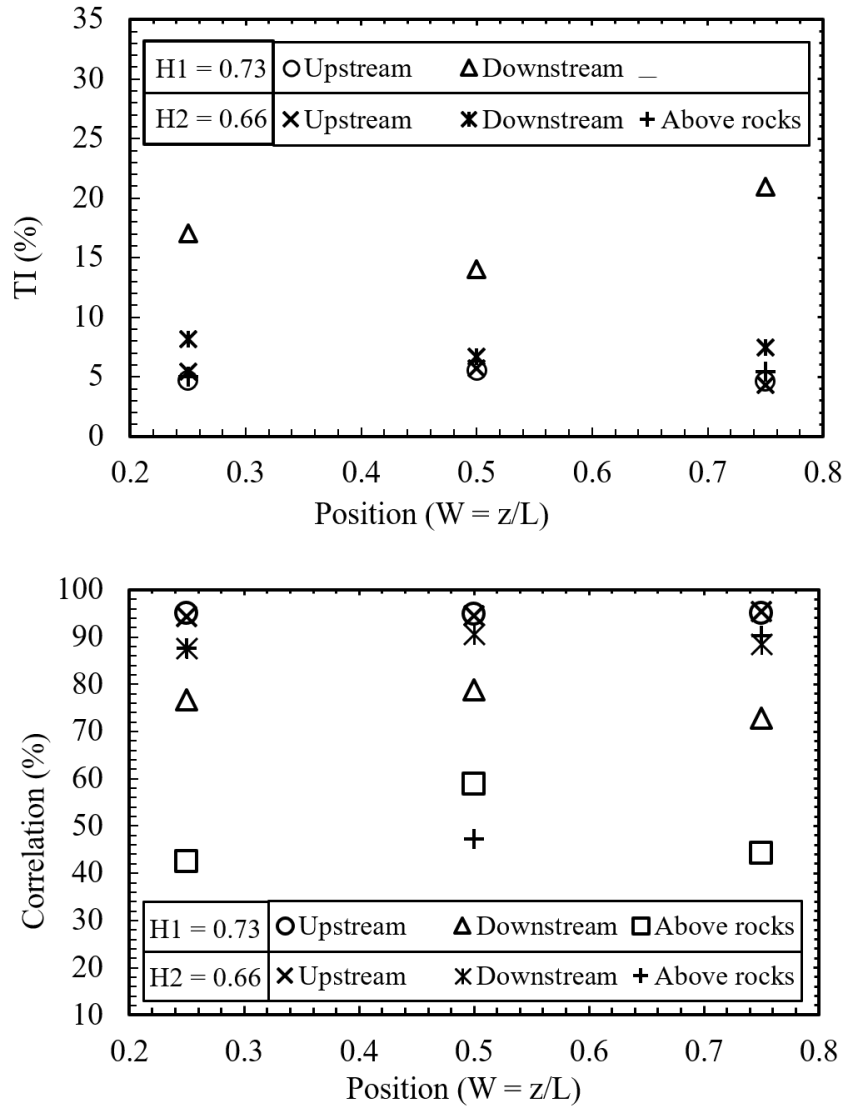 35
30
25
20
15
10
5
0
TI (%)
H1 = 0.73 Upstream Downstream _
H2 = 0.66 Upstream Downstream Above rocks
0.2 0.3 0.4 0.5 0.6 0.7 0.8
Position (W = z/L)
100
90
80
70
60
50
40
30
20
10
Correlation (%)
H1 = 0.73 Upstream Downstream Above rocks
H2 = 0.66 Upstream Downstream Above rocks
0.2 0.3 0.4 0.5 0.6 0.7 0.8
Position (W = z/L)